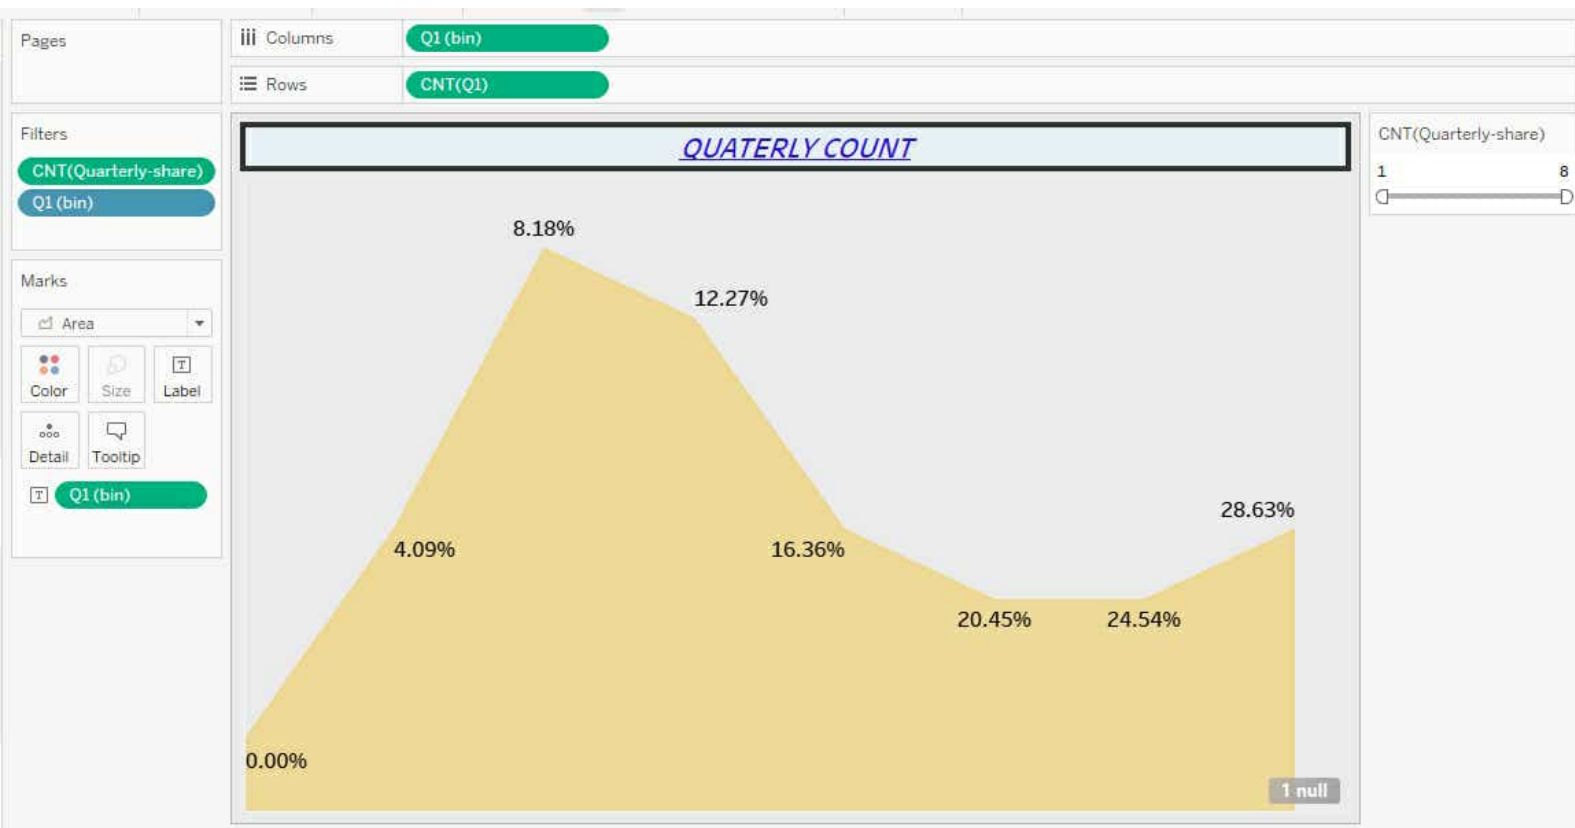 Pages
Columns
Q1 (bin)
Rows
CNT(Q1)
Filters
CNT(Quarterly-share)
Q1 (bin)
Marks
Area
Color
Size
Label
Detail
Tooltip
Q1 (bin)
QUATERLY COUNT
8.18%
12.27%
4.09%
16.36%
28.63%
20.45%
24.54%
0.00%
1 null
CNT(Quarterly-share)
1 8